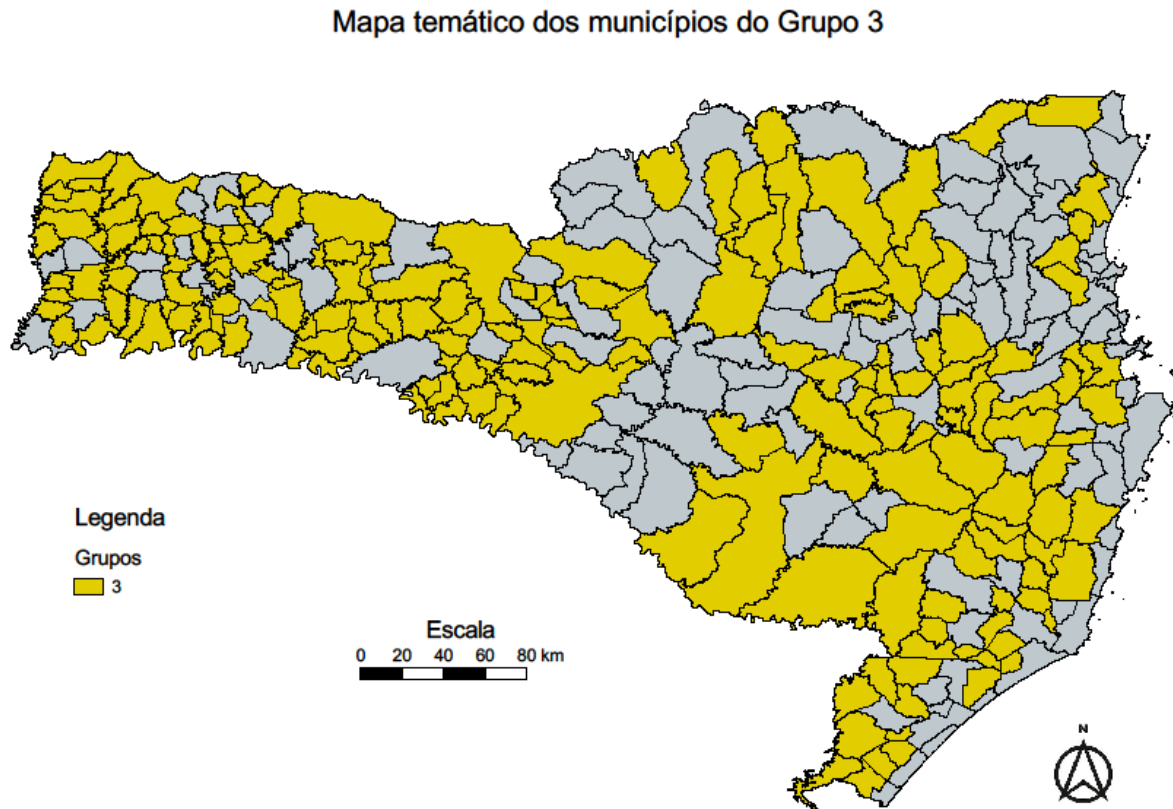 Mapa temático dos municípios do Grupo 3
Legenda
Grupos
3
Escala
0 20 40 60 80 km
N